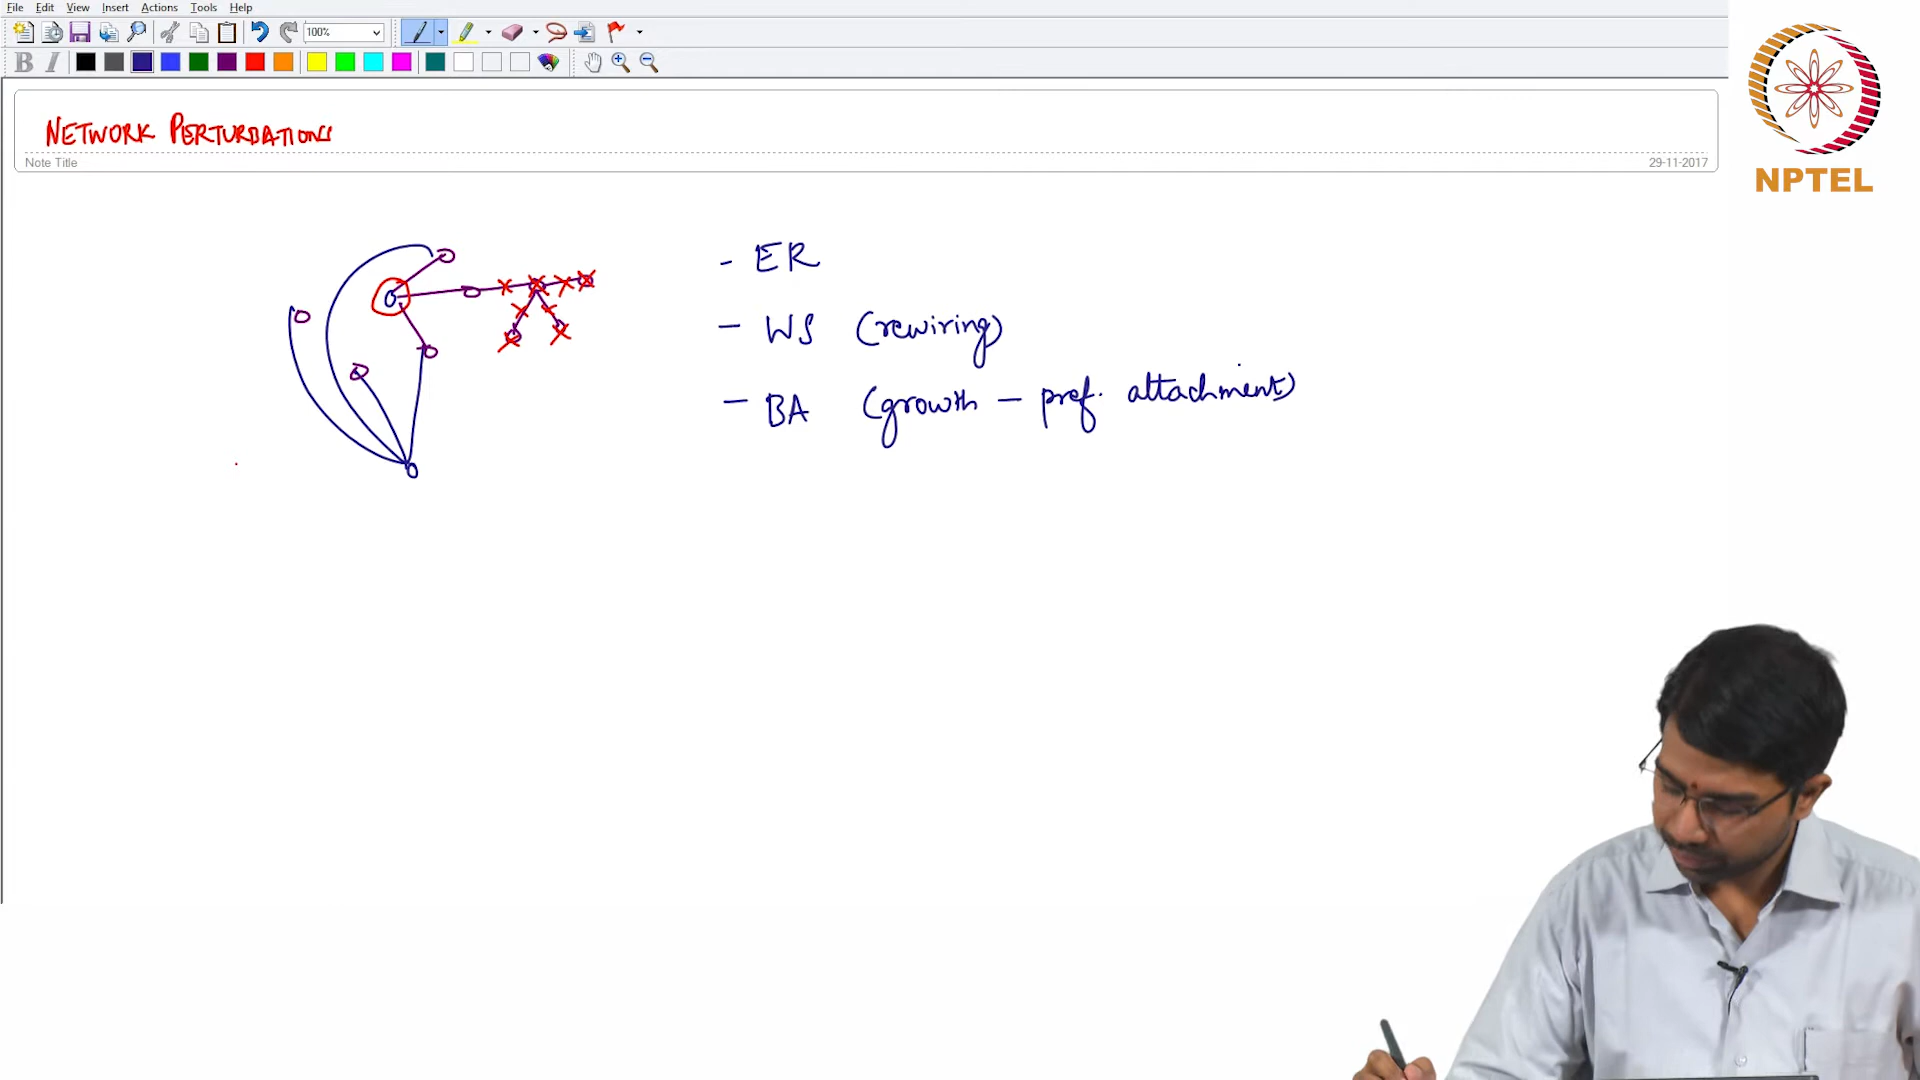 File Edit View Insert Actions Tools Help
100%
B I
NETWORK PERTURBATIONS
Note Title
29-11-2017
NPTEL
- ER
- WS (rewiring)
- BA (growth - pref. attachment)